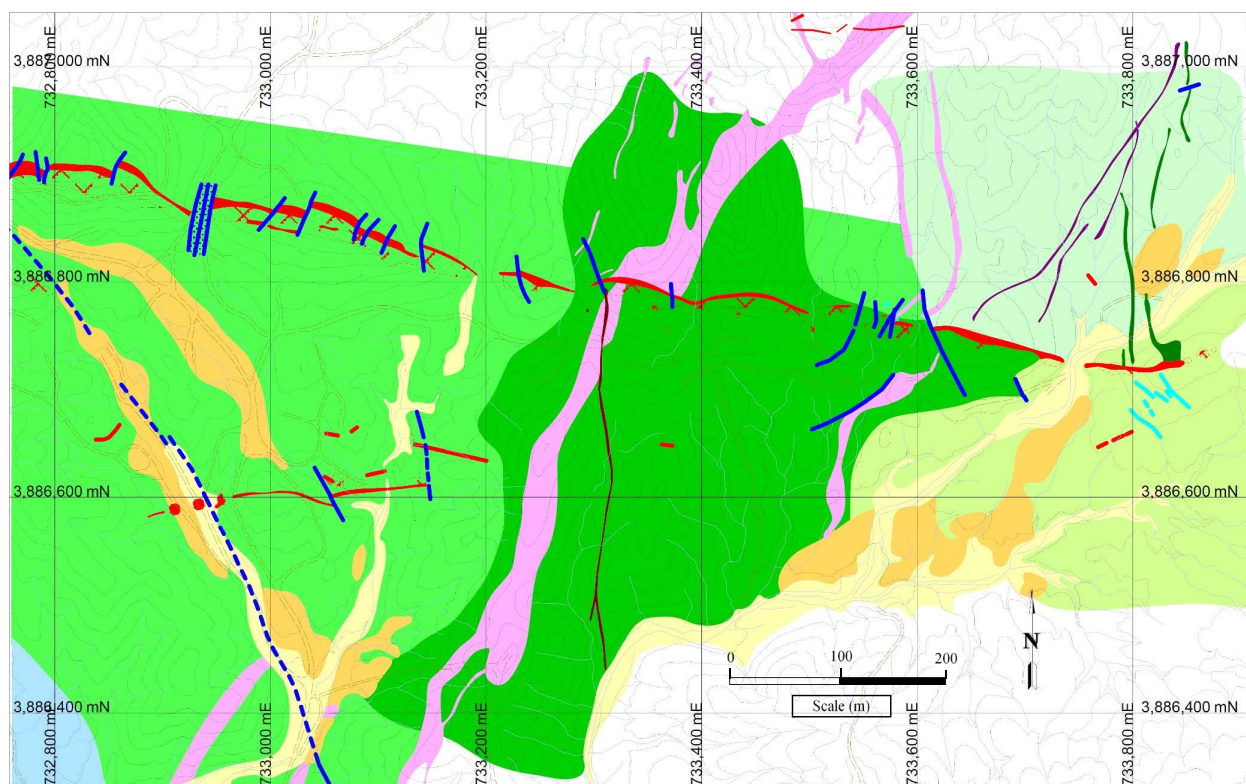 3,887,000 mN
732,800 mE
733,000 mE
733,200 mE
733,400 mE
733,600 mE
733,800 mE
3,887,000 mN
3,886,800 mN
3,886,800 mN
3,886,600 mN
3,886,600 mN
N
0
100
200
Scale (m)
3,886,400 mN
732,800 mE
733,000 mE
733,200 mE
733,400 mE
733,600 mE
733,800 mE
3,886,400 mN